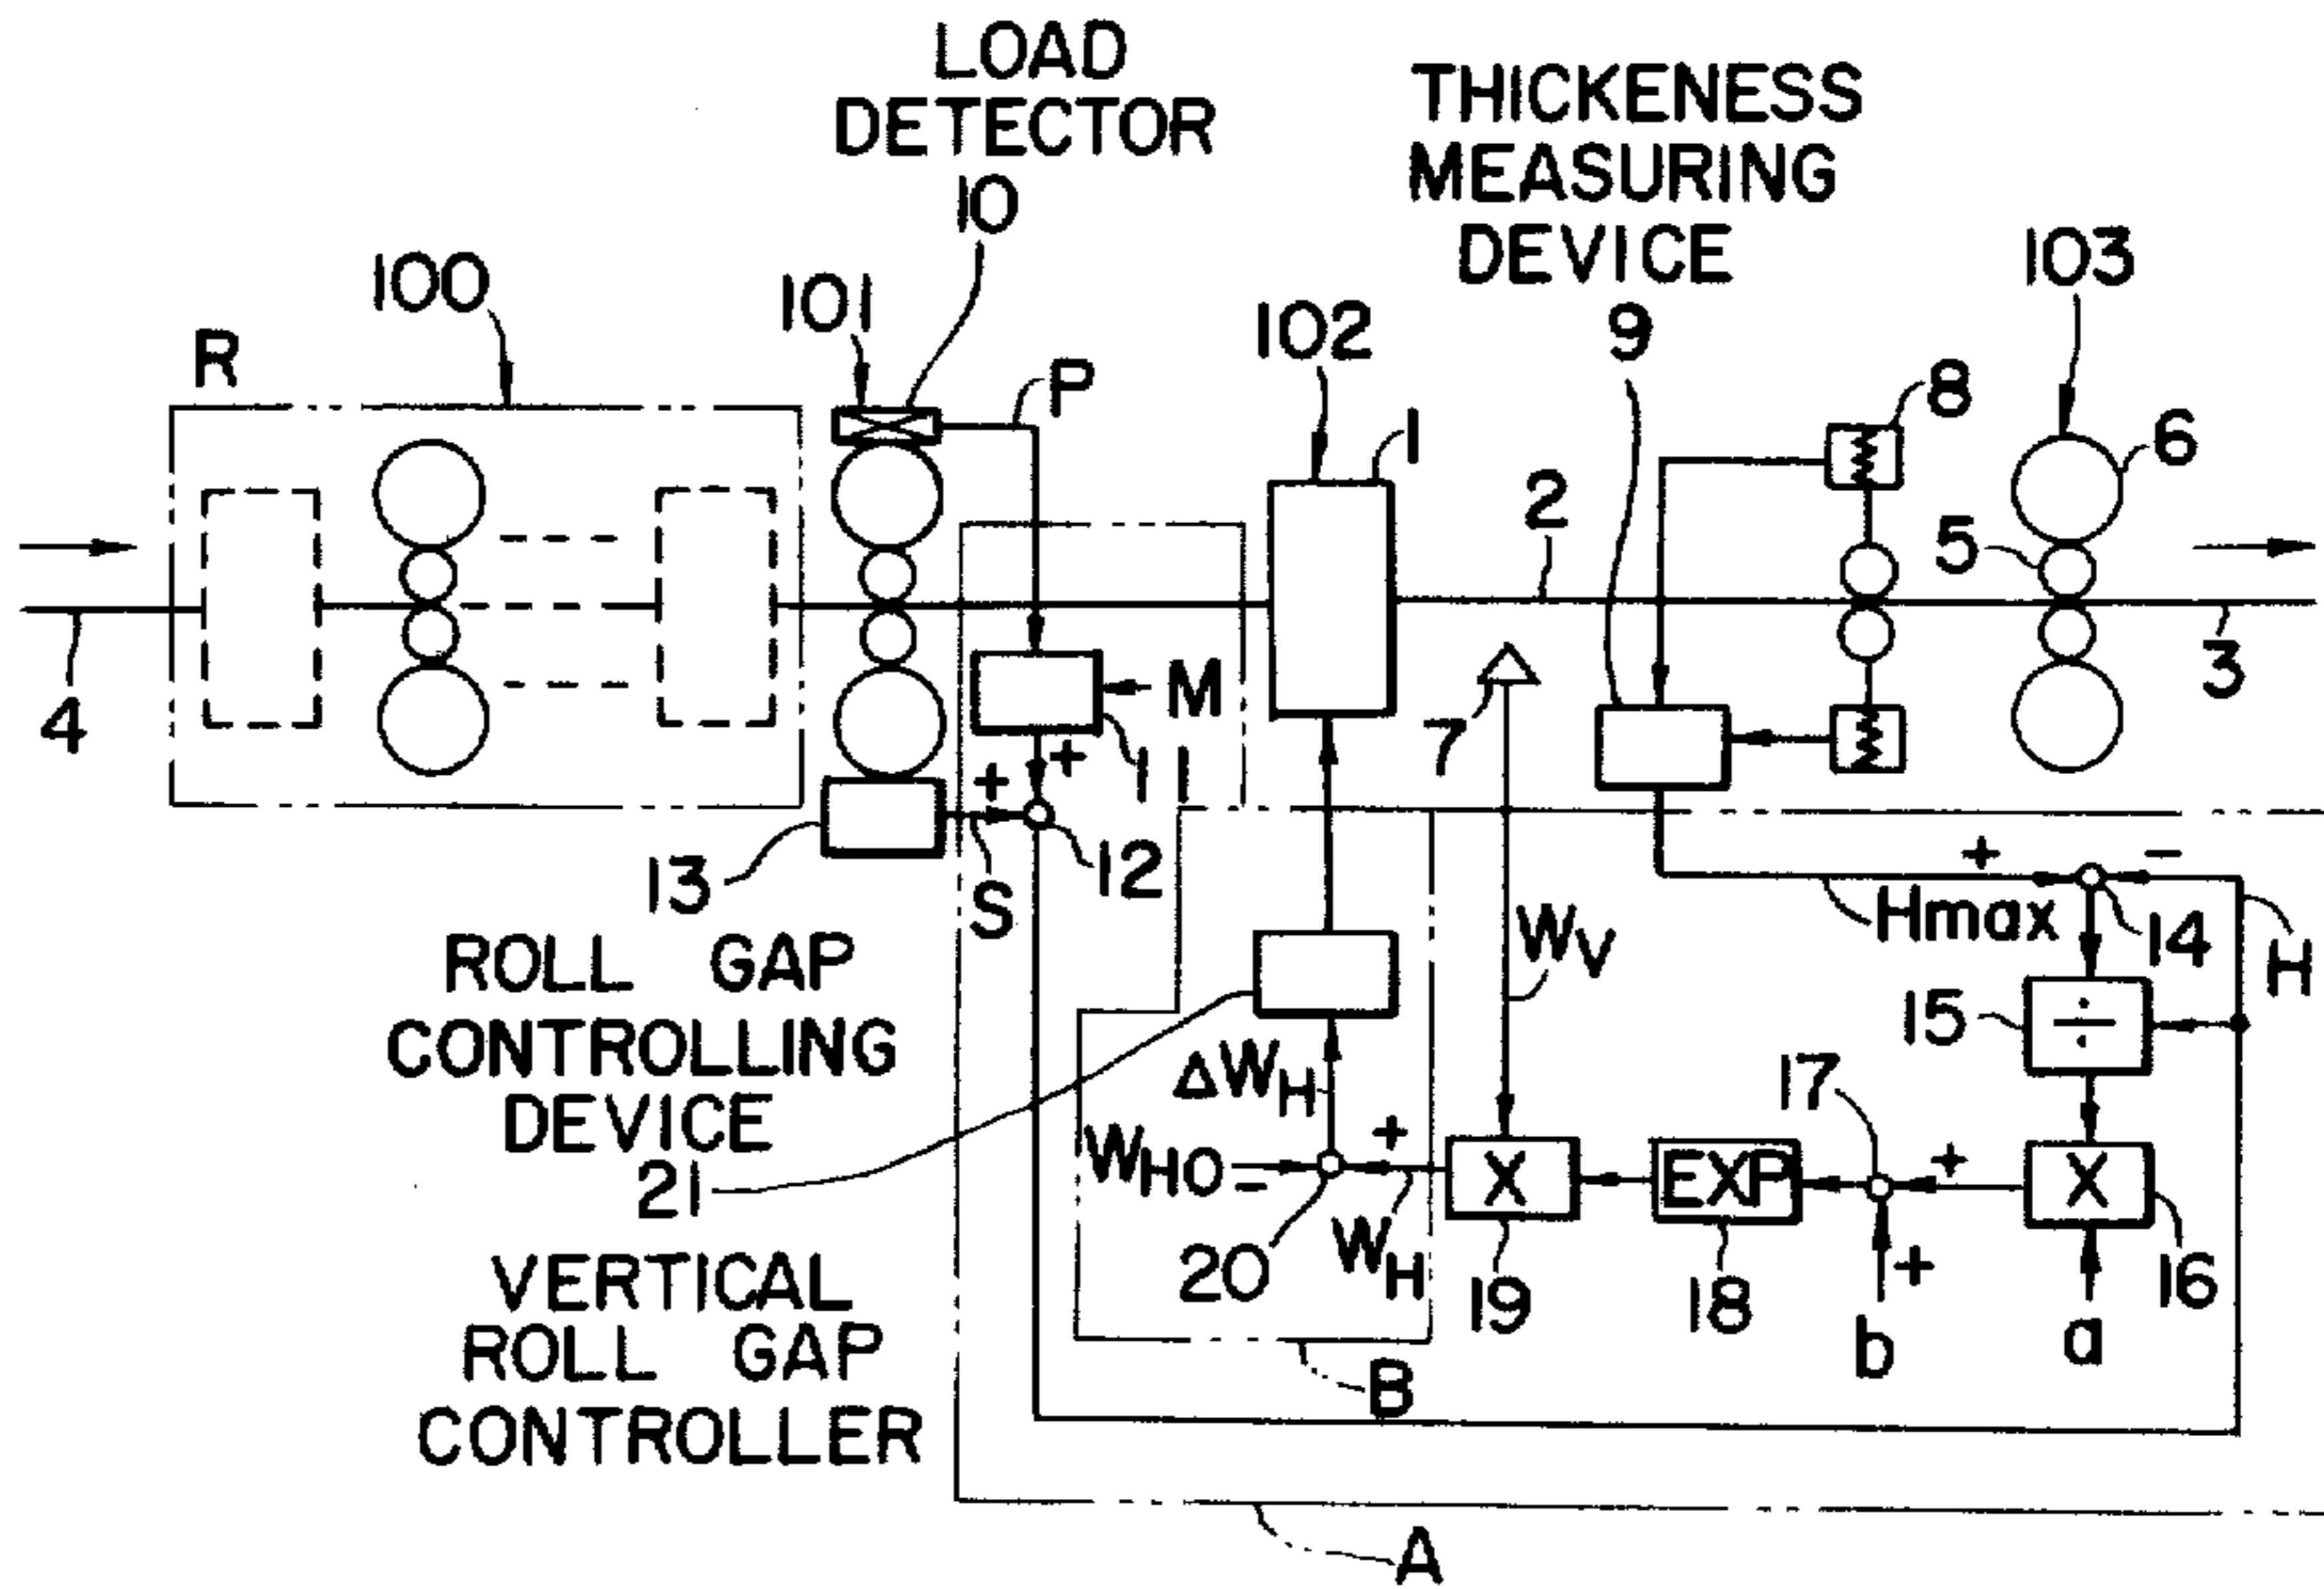 LOAD
DETECTOR
10
THICKENESS
MEASURING
DEVICE
9
100
R
101
P
102
1
2
8
103
6
5
3
4
M
11
+
+
7
13
S
12
ROLL GAP
CONTROLLING
DEVICE
21
VERTICAL
ROLL GAP
CONTROLLER
WV
Hmax
+
−
14
H
15
÷
ΔWH
WHO
−
+
20
WH
X
19
EXP
18
17
+
+
b
X
16
a
B
A